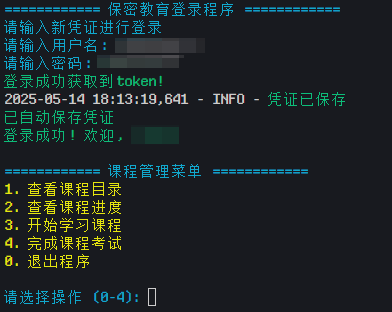 ============ 保密教育登录程序 ============
请输入新凭证进行登录
请输入用户名:
请输入密码:
登录成功获取到token!
2025-05-14 18:13:19,641 - INFO - 凭证已保存
已自动保存凭证
登录成功! 欢迎,
============ 课程管理菜单 ============
1. 查看课程目录
2. 查看课程进度
3. 开始学习课程
4. 完成课程考试
0. 退出程序
请选择操作 (0-4):